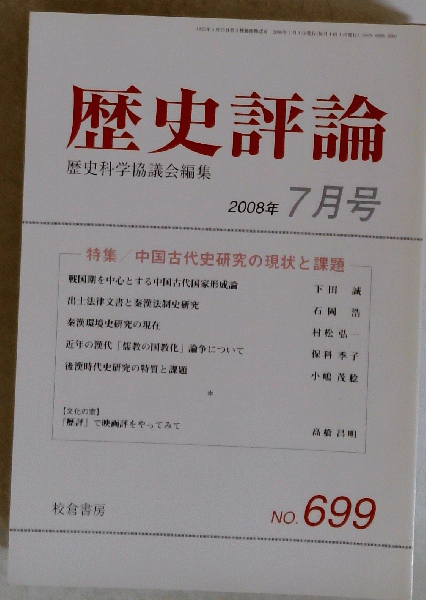 歴史評論
歴史科学協議会編集
2008年 7月号
特集／中国古代史研究の現状と課題
戦国期を中心とする中国古代国家形成論 下田 誠
出土法律文書と秦漢法制史研究 石岡 浩
秦漢環境史研究の現在 村松弘一
近年の漢代「儒教の国教化」論争について 保科季子
後漢時代史研究の特質と課題 小嶋茂稔
*
【文化の窓】
『歴評』で映画評をやってみて 高橋昌明
校倉書房
NO. 699